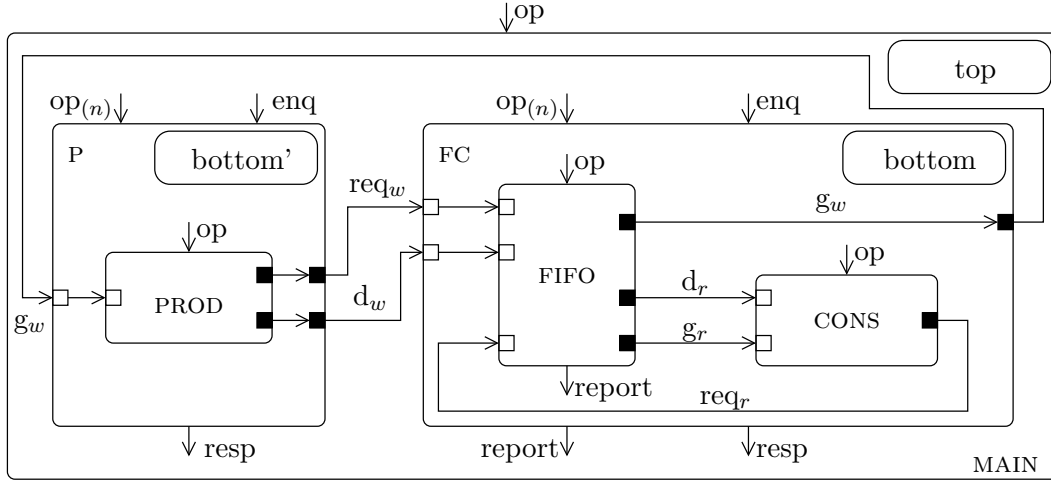 op
top
op(n) enq op(n) enq
P bottom' FC bottom
req_w op g_w
op
PROD FIFO op
d_w d_r CONS
g_w g_r
report
req_r
resp report resp
MAIN